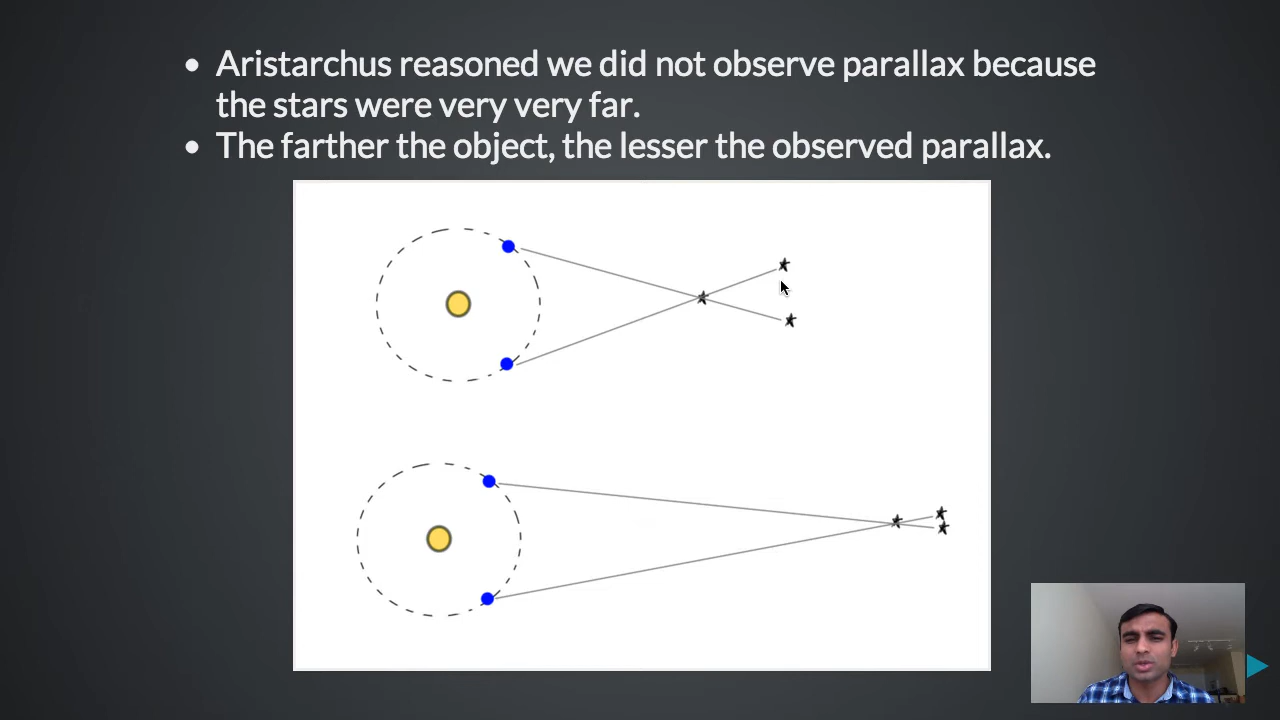 Aristarchus reasoned we did not observe parallax because
the stars were very very far.
The farther the object, the lesser the observed parallax.